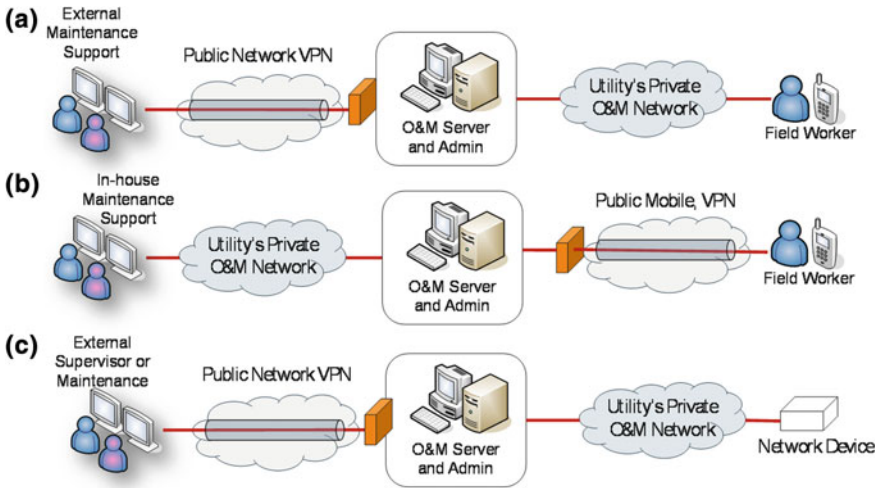 (a)
External
Maintenance
Support
Public Network VPN
O&M Server
and Admin
Utility's Private
O&M Network
Field Worker
(b)
In-house
Maintenance
Support
Utility's Private
O&M Network
O&M Server
and Admin
Public Mobile, VPN
Field Worker
(c)
External
Supervisor or
Maintenance
Public Network VPN
O&M Server
and Admin
Utility's Private
O&M Network
Network Device